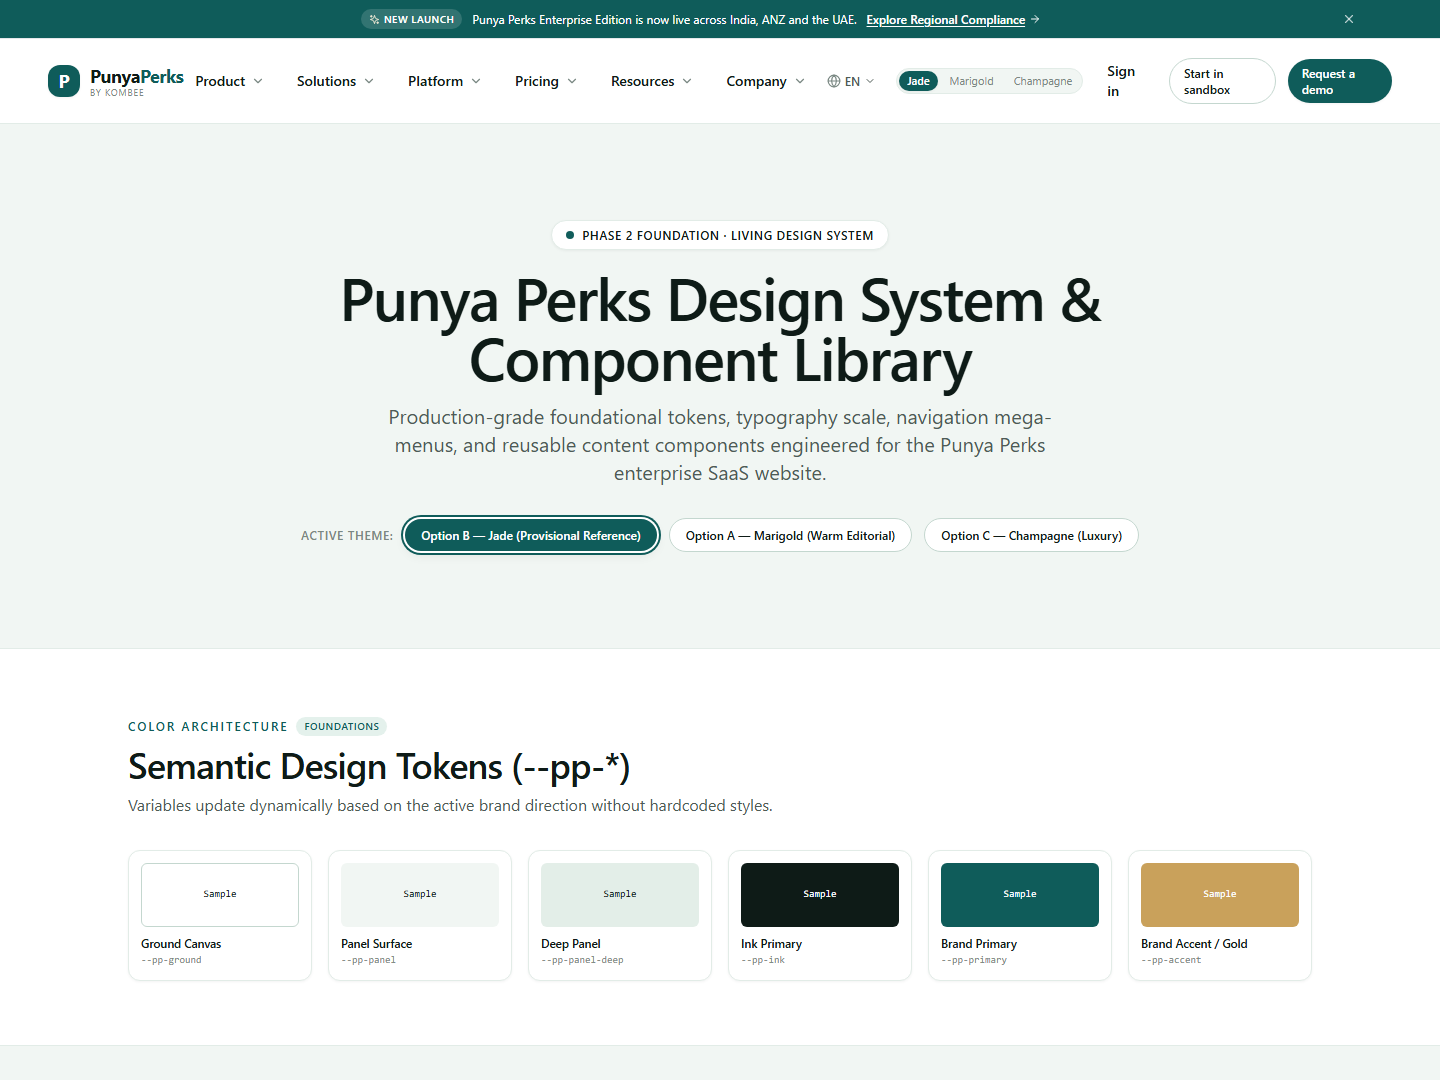 NEW LAUNCH Punya Perks Enterprise Edition is now live across India, ANZ and the UAE. Explore Regional Compliance →
P PunyaPerks
BY KOMBEE
Product
Solutions
Platform
Pricing
Resources
Company
EN
Jade
Marigold
Champagne
Sign
in
Start in
sandbox
Request a
demo
PHASE 2 FOUNDATION · LIVING DESIGN SYSTEM
Punya Perks Design System &
Component Library
Production-grade foundational tokens, typography scale, navigation mega-
menus, and reusable content components engineered for the Punya Perks
enterprise SaaS website.
ACTIVE THEME:
Option B — Jade (Provisional Reference)
Option A — Marigold (Warm Editorial)
Option C — Champagne (Luxury)
COLOR ARCHITECTURE FOUNDATIONS
Semantic Design Tokens (--pp-*)
Variables update dynamically based on the active brand direction without hardcoded styles.
Sample
Ground Canvas
--pp-ground
Sample
Panel Surface
--pp-panel
Sample
Deep Panel
--pp-panel-deep
Sample
Ink Primary
--pp-ink
Sample
Brand Primary
--pp-primary
Sample
Brand Accent / Gold
--pp-accent